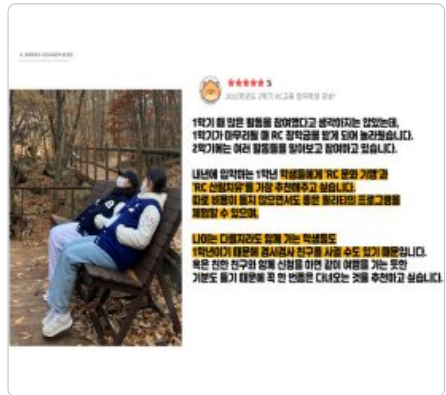 ★★★★★ 5
1학기 때 많은 활동을 참여했다고 생각하지는 않았는데,
1학기가 마무리될 때 RC 장학금을 받게 되어 놀라웠습니다.
2학기에는 여러 활동들을 알아보고 참여하고 있습니다.
내년에 입학하는 1학년 학생들에게 'RC 문화 기행'과
'RC 산림치유'를 가장 추천해주고 싶습니다.
따로 비용이 들지 않으면서도 좋은 퀄리티의 프로그램을
체험할 수 있으며,
나이는 다를지라도 함께 가는 학생들도
1학년이기 때문에 겸사겸사 친구를 사귈 수도 있기 때문입니다.
혹은 친한 친구와 함께 신청을 하면 같이 여행을 가는 듯한
기분도 들기 때문에 꼭 한 번쯤은 다녀오는 것을 추천하고 싶습니다.